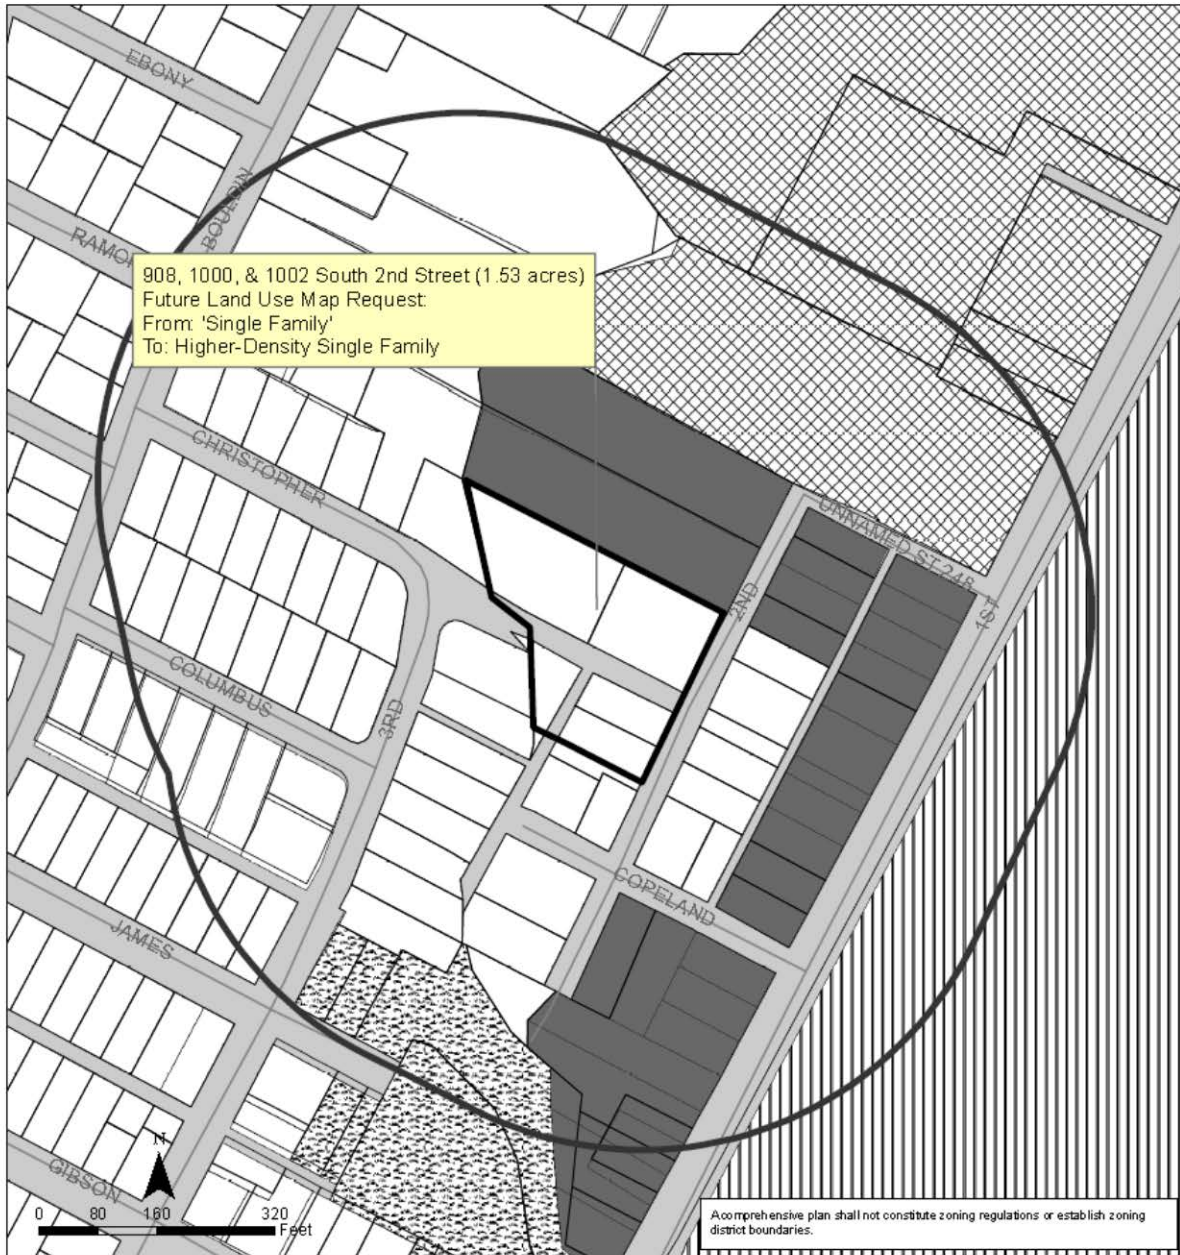 EBONY
BOULDIN
908, 1000, & 1002 South 2nd Street (1.53 acres)
Future Land Use Map Request:
From: 'Single Family'
To: Higher-Density Single Family
CHRISTOPHER
UNNAMED ST 248
2ND
1ST
COLUMBUS
3RD
COPELAND
JAMES
GIBSON
N
0 80 160 320
Feet
A comprehensive plan shall not constitute zoning regulations or establish zoning
district boundaries.